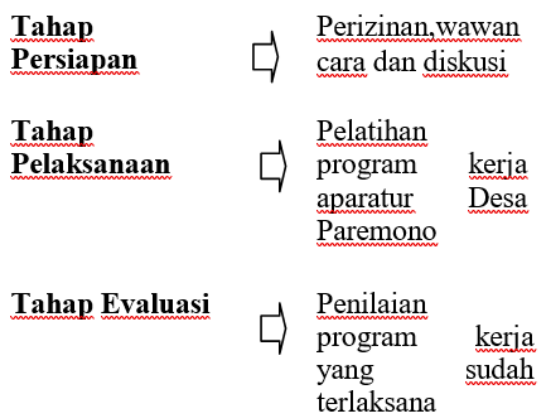 Tahap
Persiapan
Perizinan,wawan
cara dan diskusi
Tahap
Pelaksanaan
Pelatihan
program kerja
aparatur Desa
Paremono
Tahap Evaluasi
Penilaian
program kerja
yang sudah
terlaksana